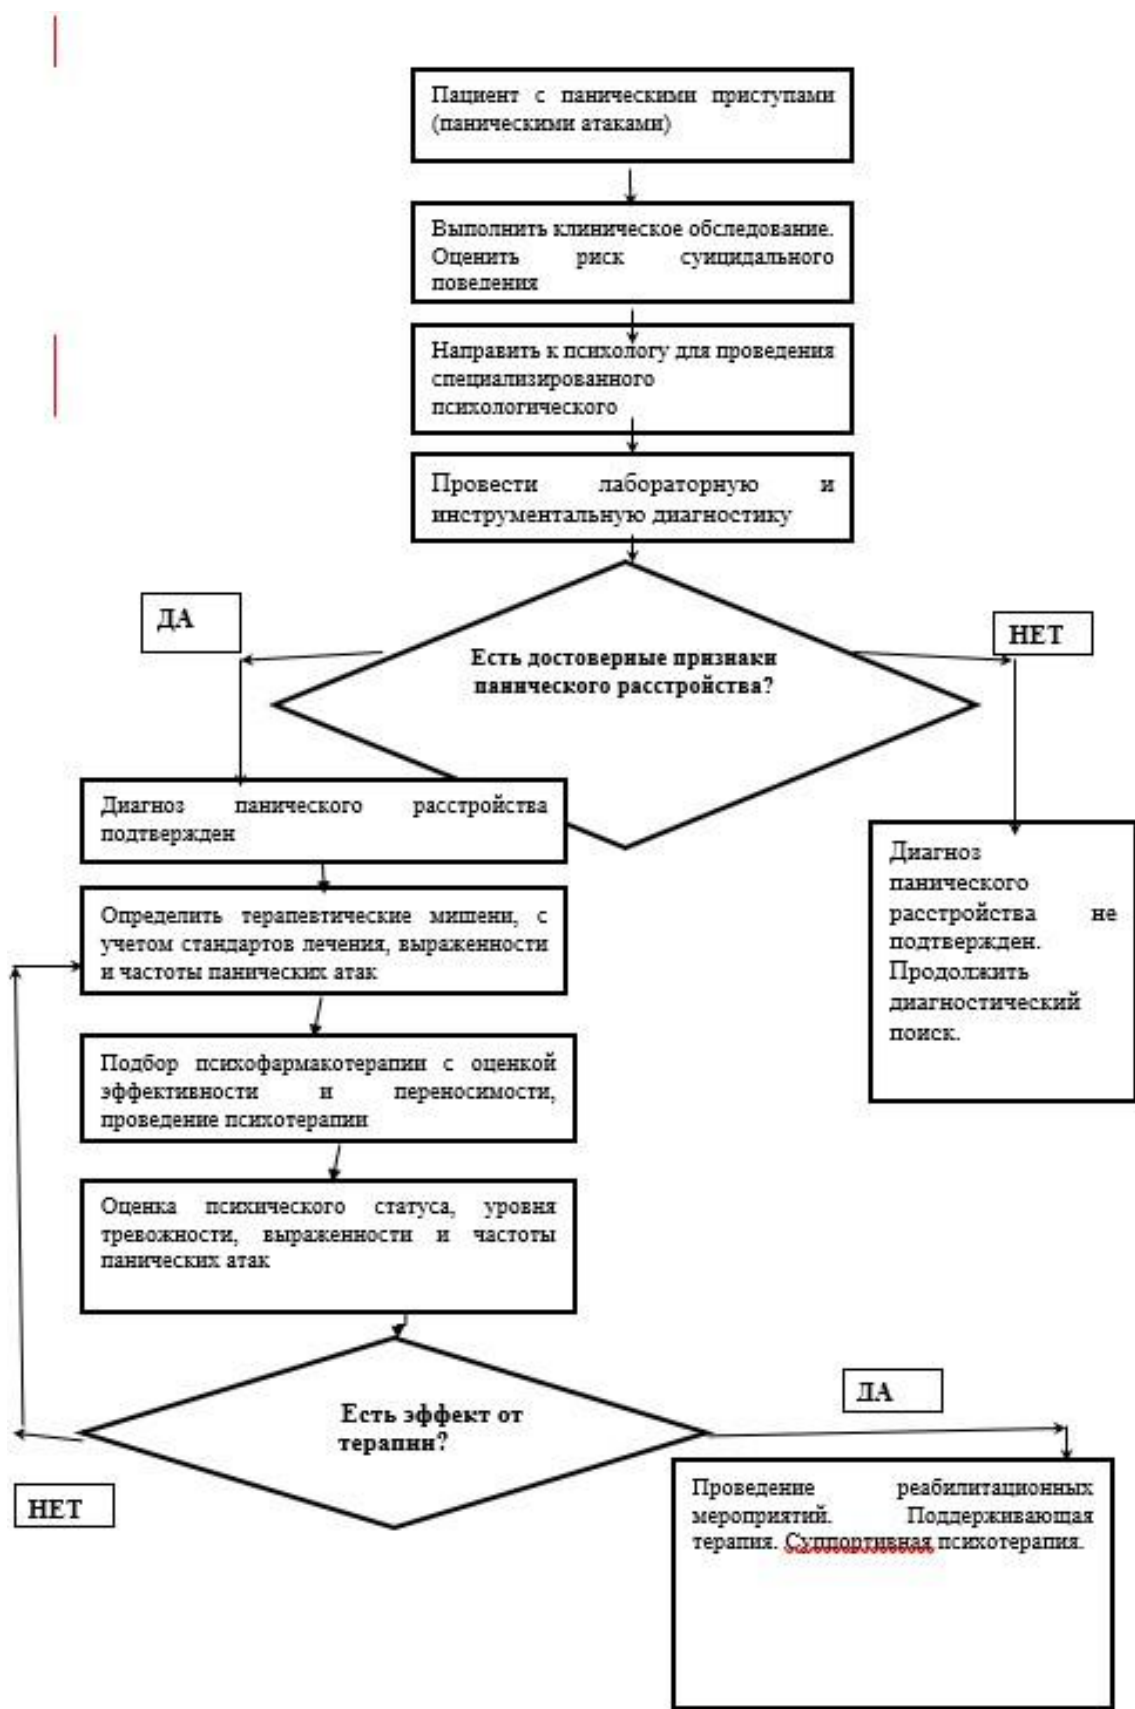 Пациент с паническими приступами
(паническими атаками)
Выполнить клиническое обследование.
Оценить риск суицидального
поведения
Направить к психологу для проведения
специализированного
психологического
Провести лабораторную и
инструментальную диагностику
ДА
НЕТ
Есть достоверные признаки
панического расстройства?
Диагноз панического расстройства
подтвержден
Диагноз
панического
расстройства не
подтвержден.
Продолжить
диагностический
поиск.
Определить терапевтические мишени, с
учетом стандартов лечения, выраженности
и частоты панических атак
Подбор психофармакотерапии с оценкой
эффективности и переносимости,
проведение психотерапии
Оценка психического статуса, уровня
тревожности, выраженности и частоты
панических атак
ДА
Есть эффект от
терапии?
НЕТ
Проведение реабилитационных
мероприятий. Поддерживающая
терапия. Суппортивная психотерапия.